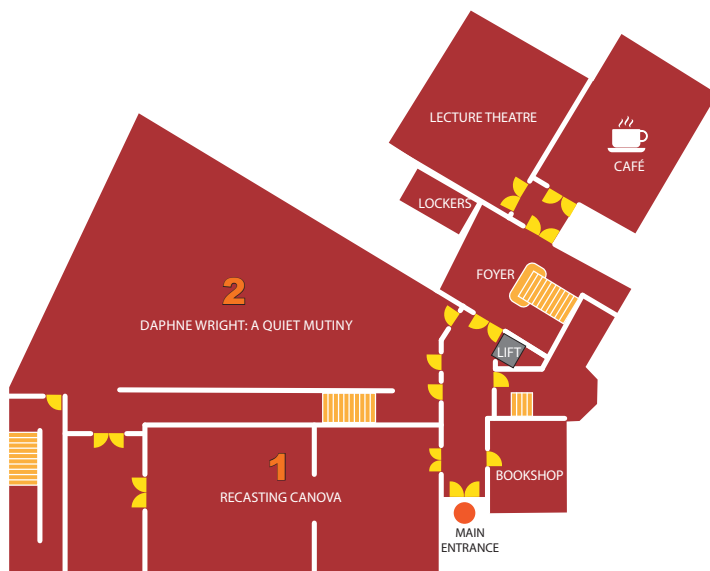 LECTURE THEATRE
CAFÉ
LOCKERS
FOYER
2
DAPHNE WRIGHT: A QUIET MUTINY
LIFT
1
RECASTING CANOVA
BOOKSHOP
MAIN
ENTRANCE